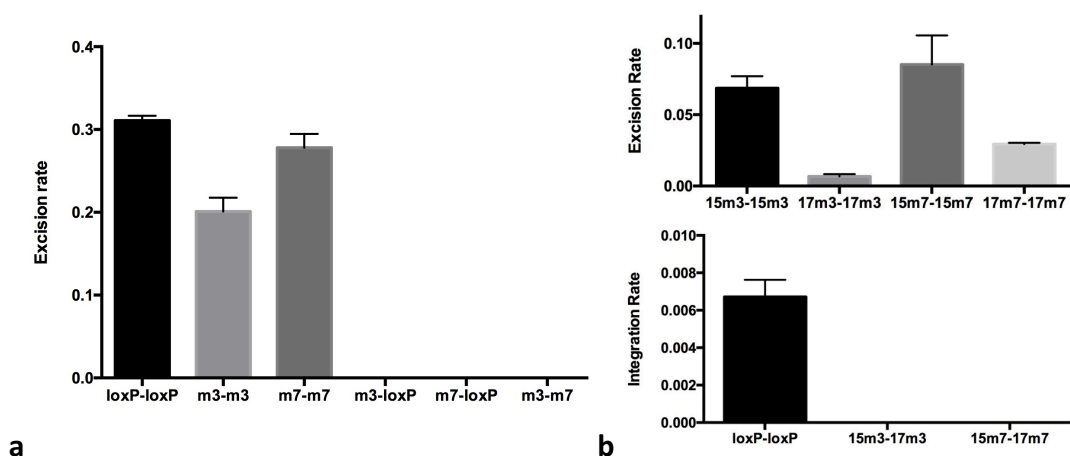 0.4
0.3
0.2
0.1
0.0
Excision rate
loxP-loxP m3-m3 m7-m7 m3-loxP m7-loxP m3-m7
a
0.10
0.05
0.00
Excision Rate
15m3-15m3 17m3-17m3 15m7-15m7 17m7-17m7
0.010
0.008
0.006
0.004
0.002
0.000
Integration Rate
loxP-loxP 15m3-17m3 15m7-17m7
b